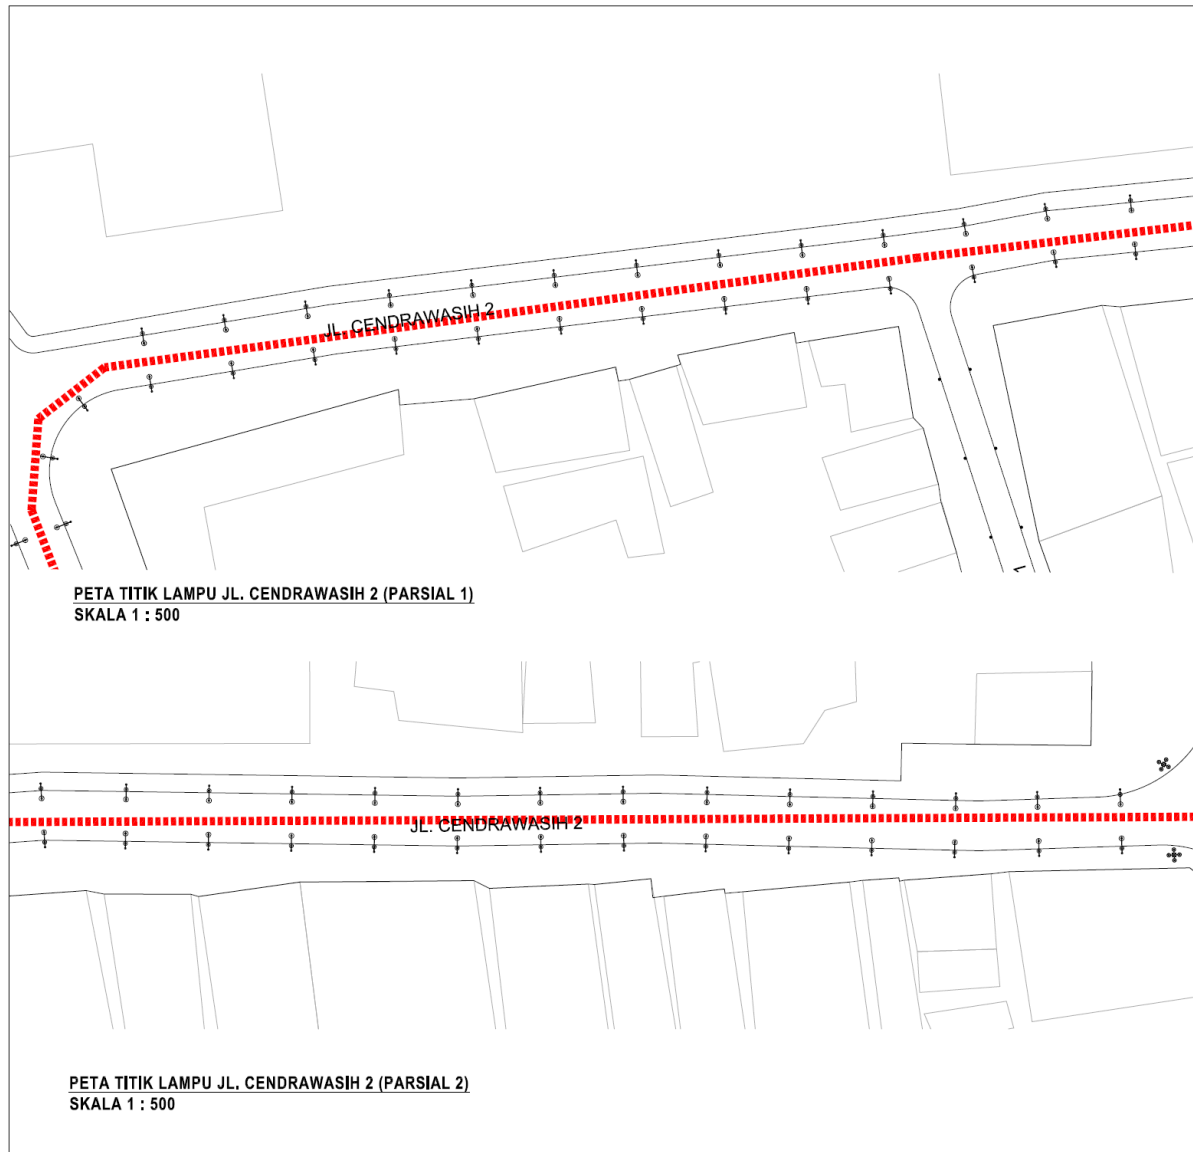 JL. CENDRAWASIH 2
PETA TITIK LAMPU JL. CENDRAWASIH 2 (PARSIAL 1)
SKALA 1 : 500
JL. CENDRAWASIH 2
PETA TITIK LAMPU JL. CENDRAWASIH 2 (PARSIAL 2)
SKALA 1 : 500